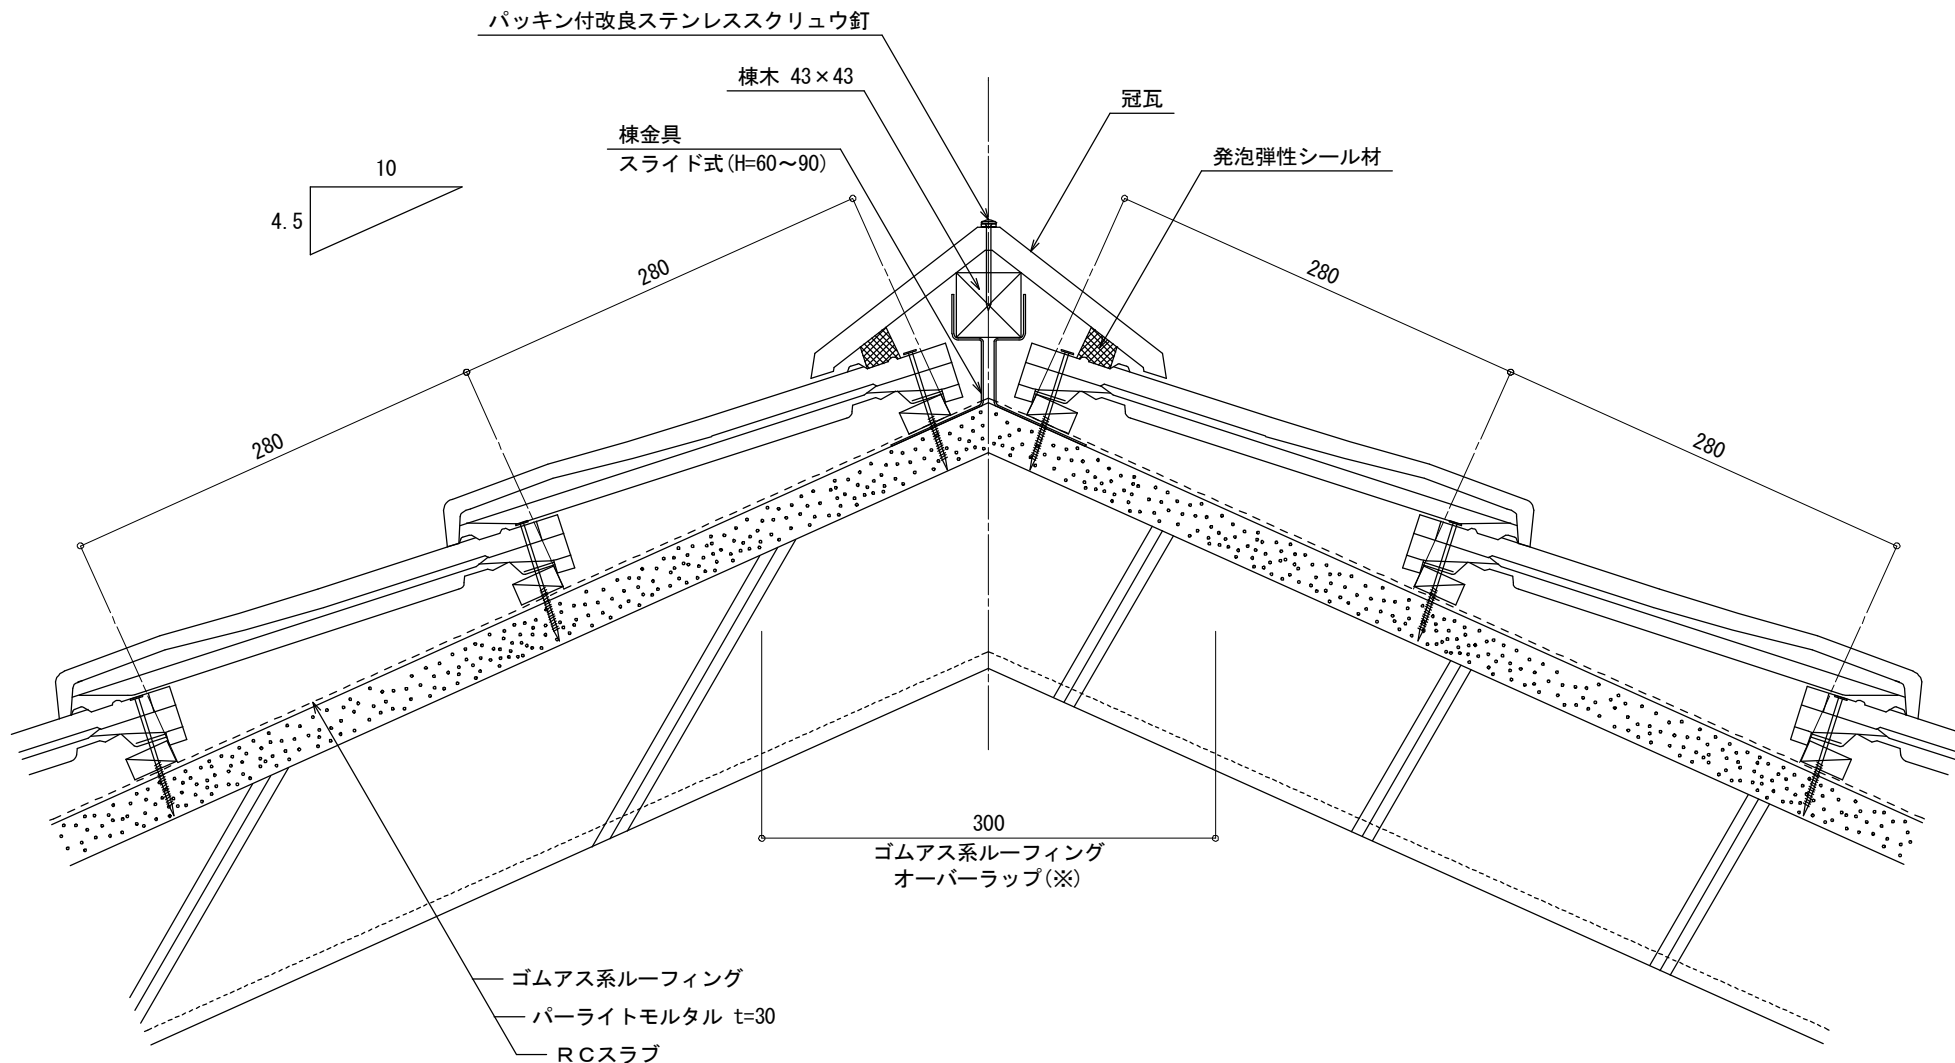 パッキン付改良ステンレススクリュウ釘
棟木 43×43
冠瓦
棟金具
スライド式(H=60～90)
発泡弾性シール材
10
4.5
280
280
280
280
300
ゴムアス系ルーフィング
オーバーラップ(※)
ゴムアス系ルーフィング
パーライトモルタル t=30
ＲＣスラブ